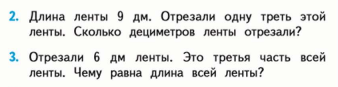 2. Длина ленты 9 дм. Отрезали одну треть этой
ленты. Сколько дециметров ленты отрезали?
3. Отрезали 6 дм ленты. Это третья часть всей
ленты. Чему равна длина всей ленты?